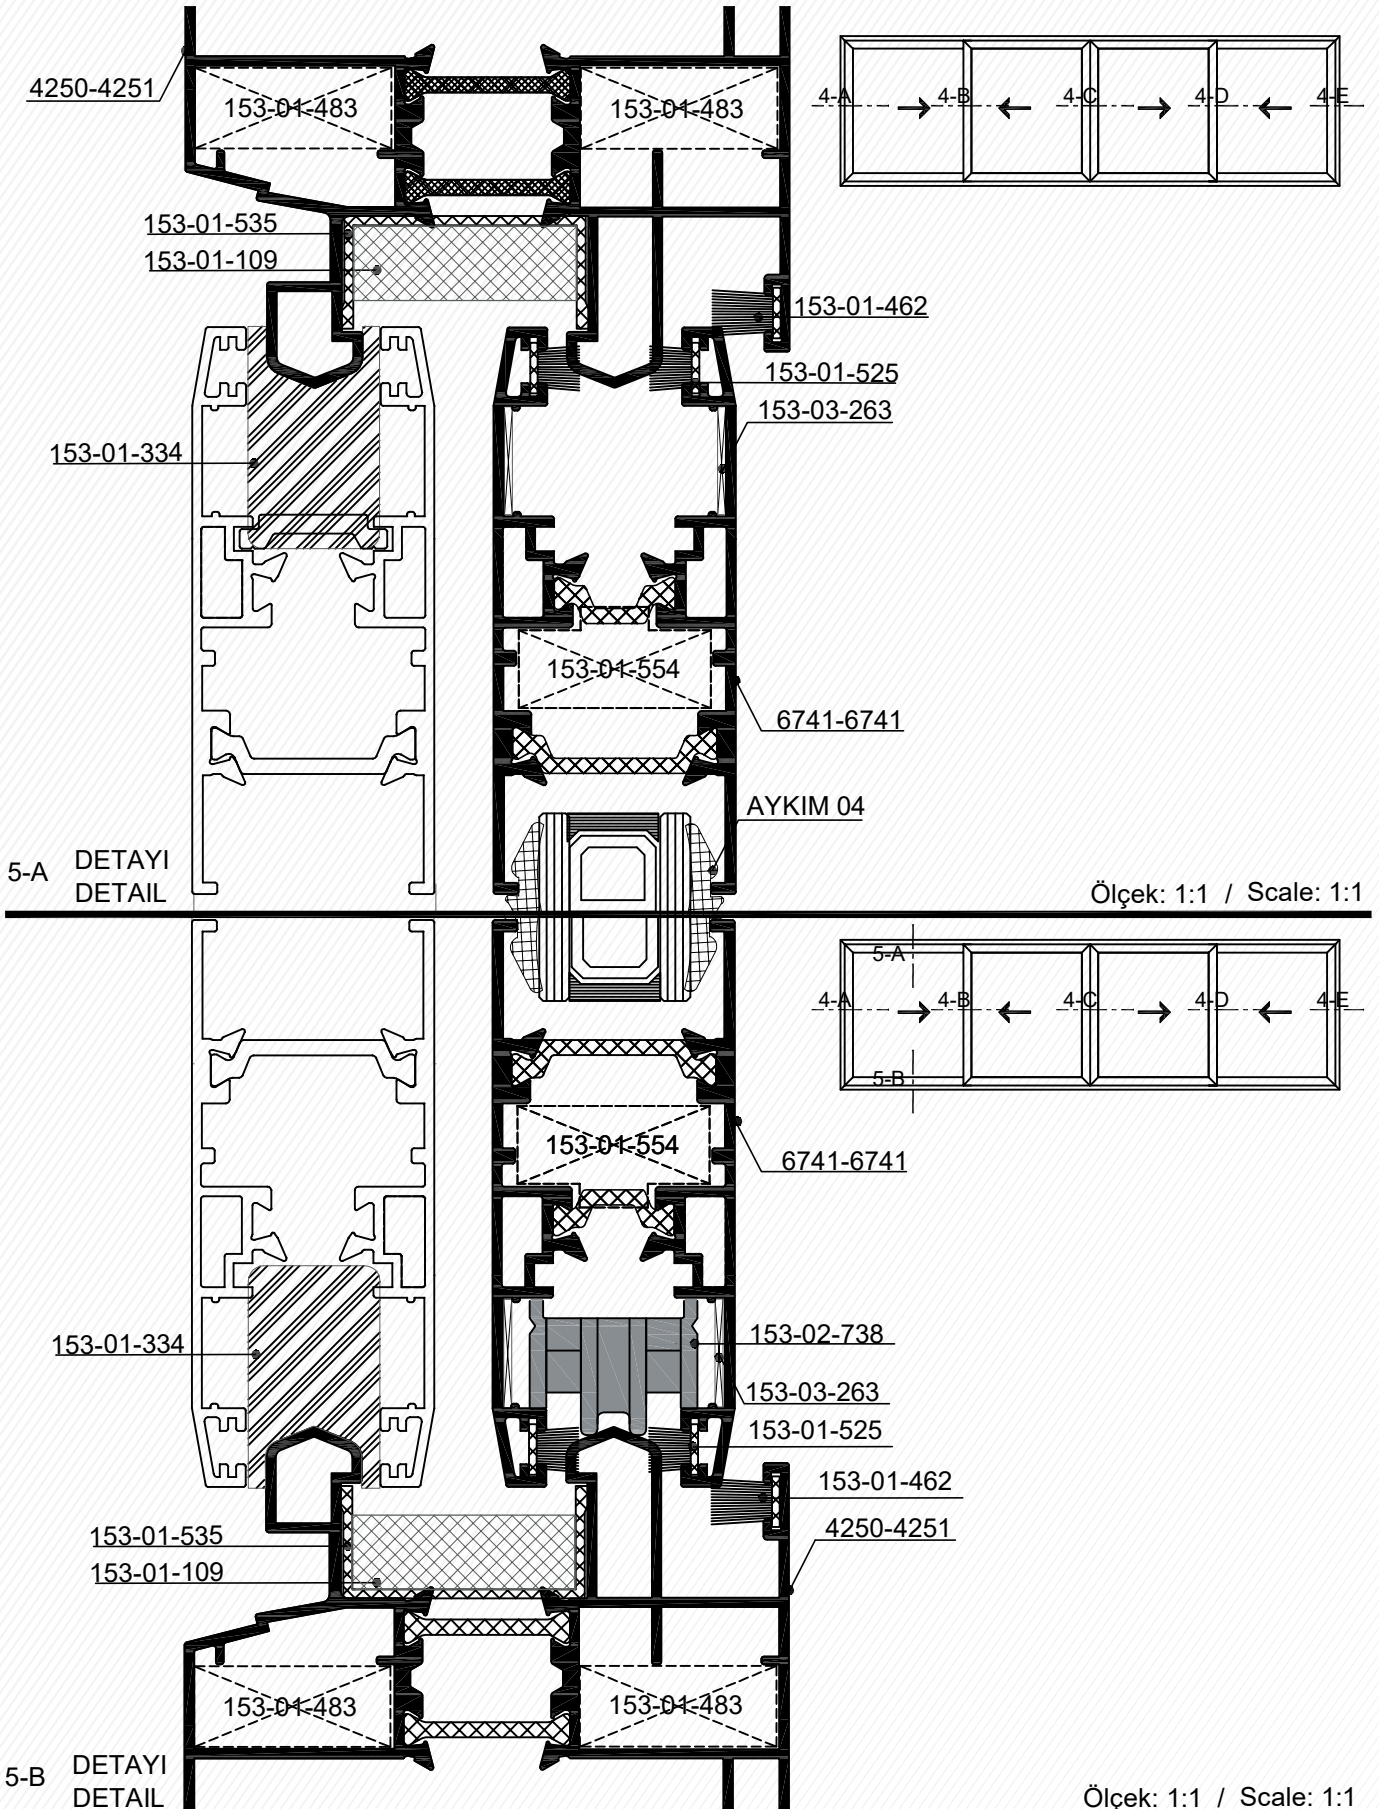 4250-4251
153-01-483
153-01-483
4-A
4-B
4-C
4-D
4-E
153-01-535
153-01-109
153-01-462
153-01-525
153-03-263
153-01-334
153-01-554
6741-6741
AYKIM 04
5-A DETAYI
DETAIL
Ölçek: 1:1 / Scale: 1:1
5-A
4-A
4-B
4-C
4-D
4-E
5-B
153-01-554
6741-6741
153-01-334
153-02-738
153-03-263
153-01-525
153-01-462
4250-4251
153-01-535
153-01-109
153-01-483
153-01-483
5-B DETAYI
DETAIL
Ölçek: 1:1 / Scale: 1:1